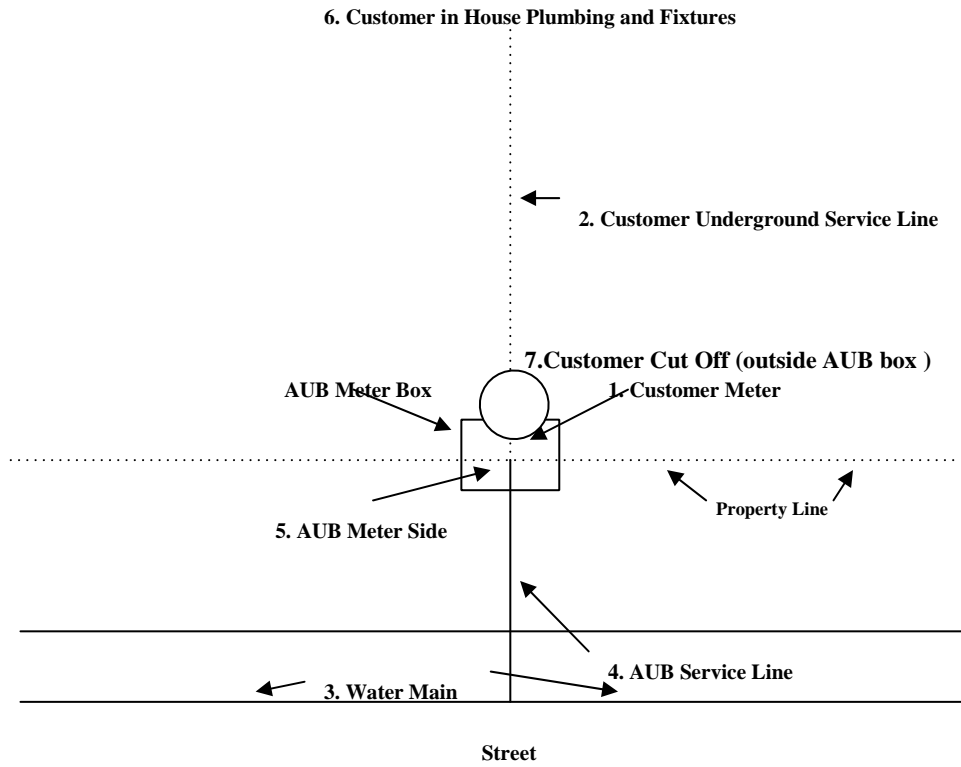 6. Customer in House Plumbing and Fixtures
2. Customer Underground Service Line
7.Customer Cut Off (outside AUB box )
AUB Meter Box
1. Customer Meter
Property Line
5. AUB Meter Side
4. AUB Service Line
3. Water Main
Street